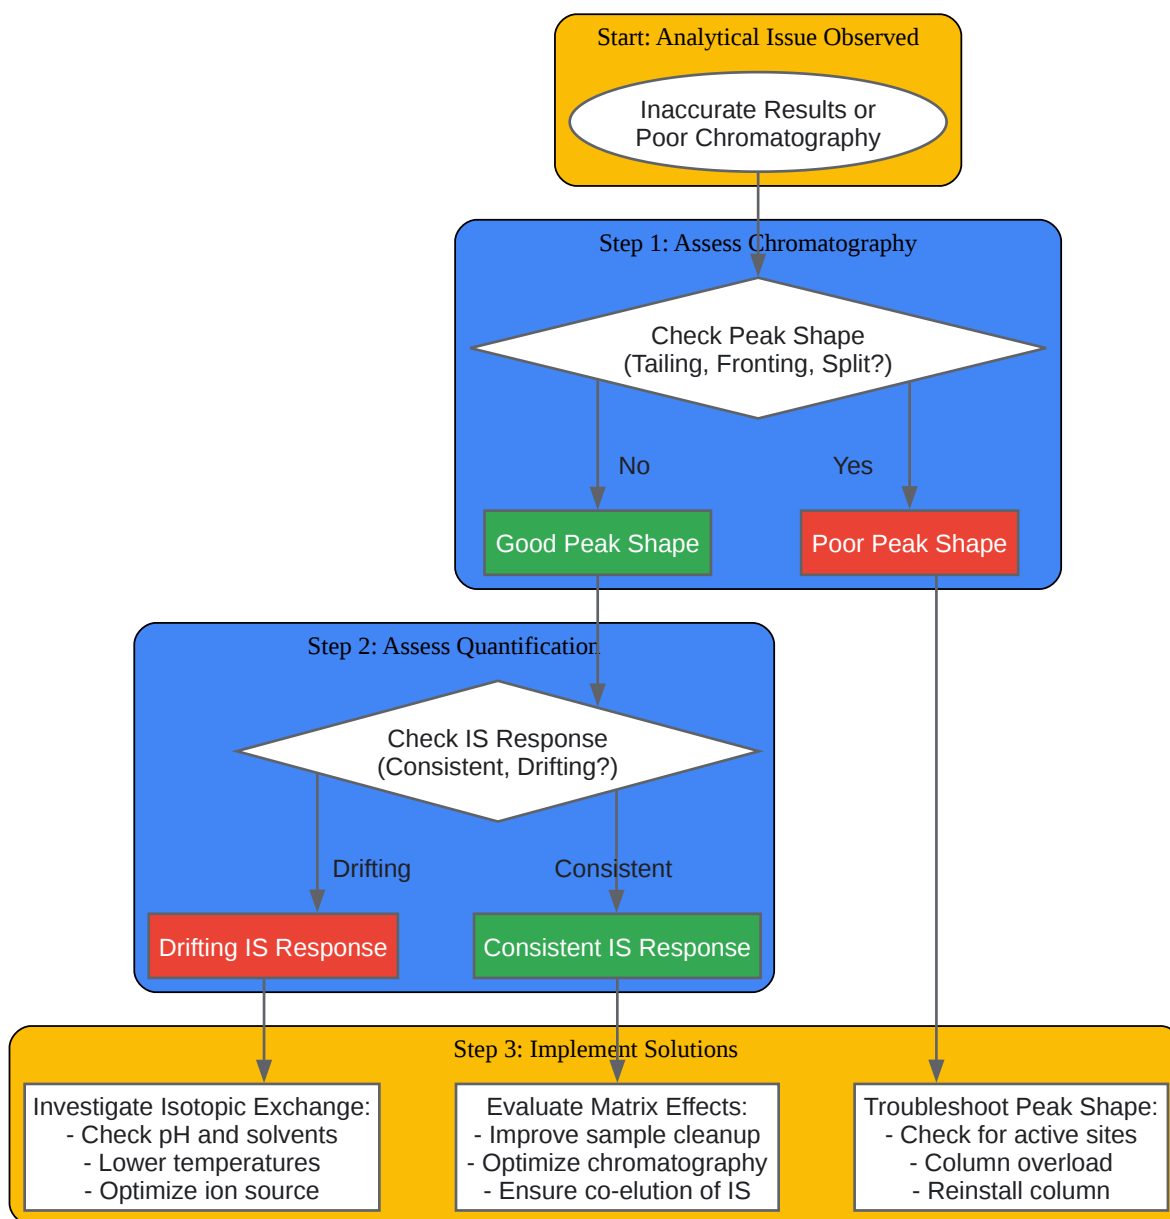 Start: Analytical Issue Observed
Inaccurate Results or
Poor Chromatography
Step 1: Assess Chromatography
Check Peak Shape
(Tailing, Fronting, Split?)
No
Yes
Good Peak Shape
Poor Peak Shape
Step 2: Assess Quantification
Check IS Response
(Consistent, Drifting?)
Drifting
Consistent
Drifting IS Response
Consistent IS Response
Step 3: Implement Solutions
Investigate Isotopic Exchange:
- Check pH and solvents
- Lower temperatures
- Optimize ion source
Evaluate Matrix Effects:
- Improve sample cleanup
- Optimize chromatography
- Ensure co-elution of IS
Troubleshoot Peak Shape:
- Check for active sites
- Column overload
- Reinstall column